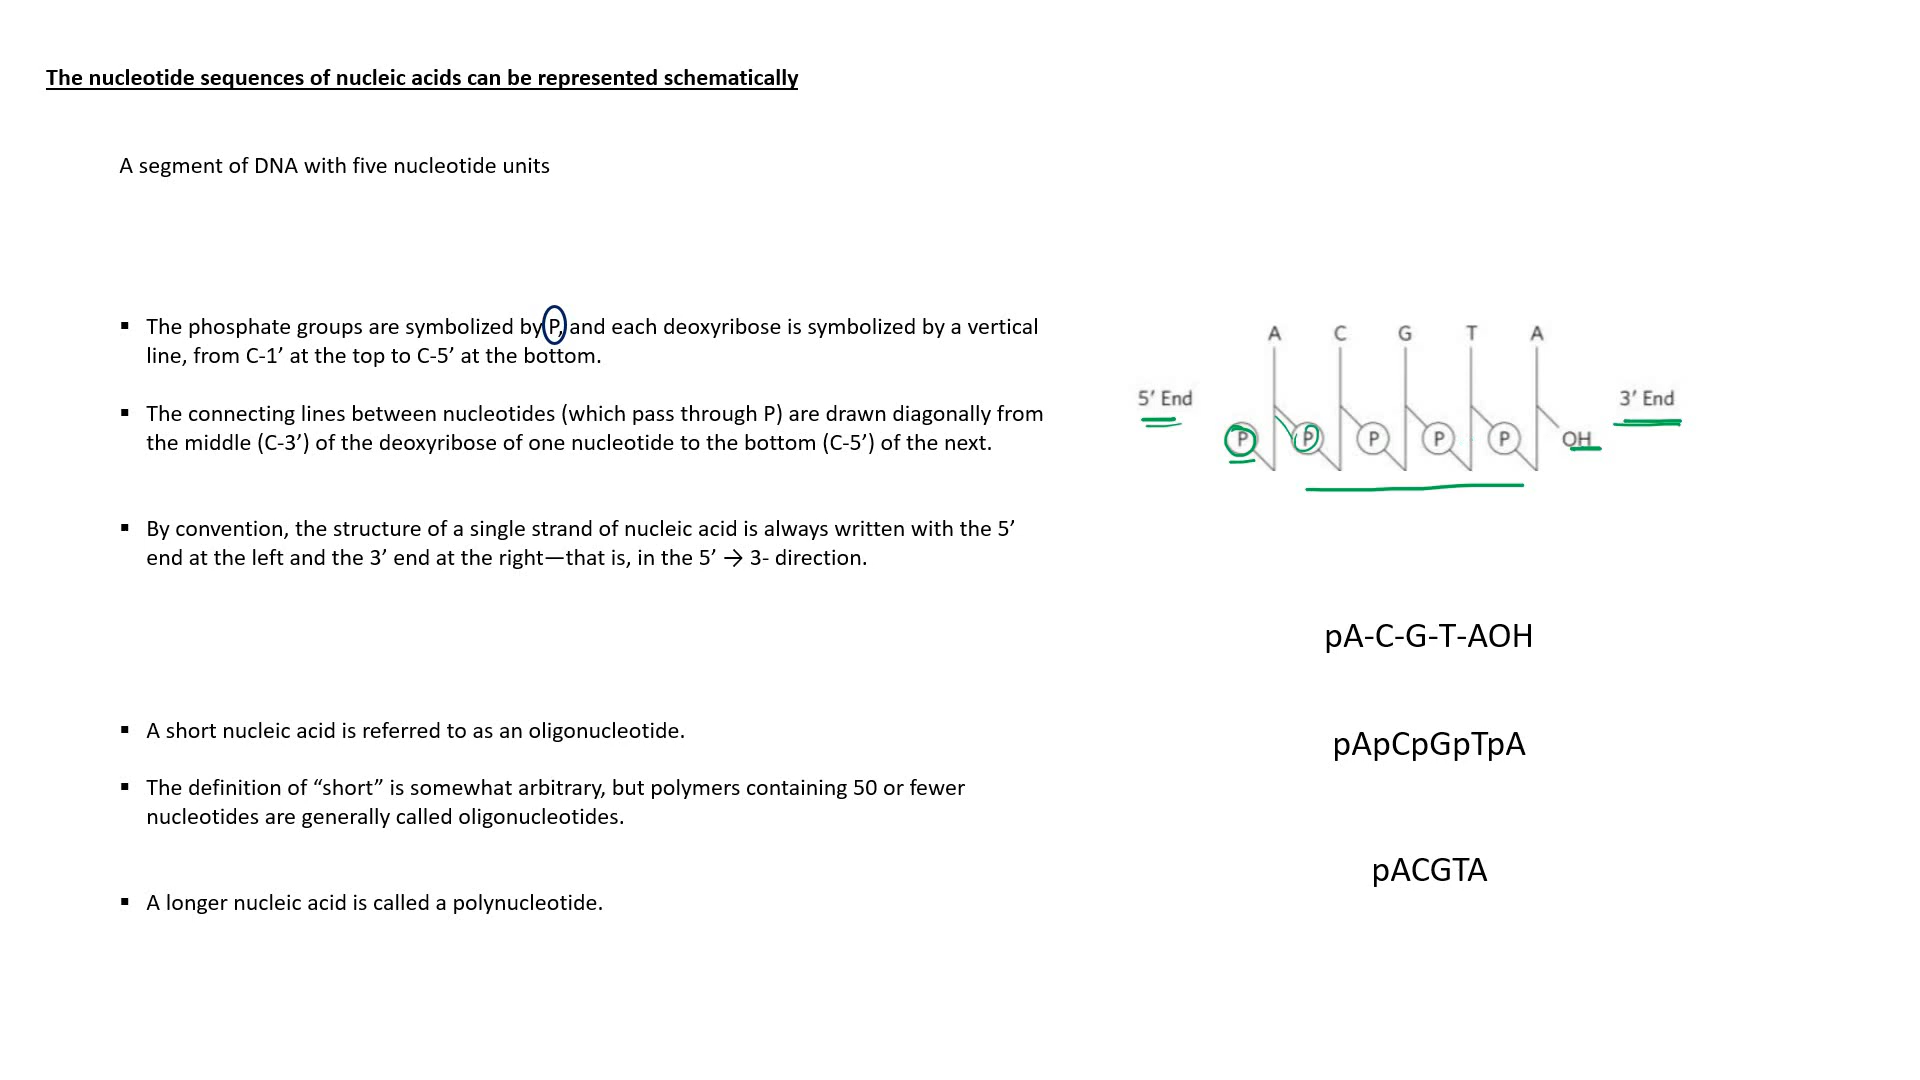 The nucleotide sequences of nucleic acids can be represented schematically
A segment of DNA with five nucleotide units
▪ The phosphate groups are symbolized by P, and each deoxyribose is symbolized by a vertical
line, from C-1’ at the top to C-5’ at the bottom.
▪ The connecting lines between nucleotides (which pass through P) are drawn diagonally from
the middle (C-3’) of the deoxyribose of one nucleotide to the bottom (C-5’) of the next.
▪ By convention, the structure of a single strand of nucleic acid is always written with the 5’
end at the left and the 3’ end at the right—that is, in the 5’ → 3- direction.
▪ A short nucleic acid is referred to as an oligonucleotide.
▪ The definition of “short” is somewhat arbitrary, but polymers containing 50 or fewer
nucleotides are generally called oligonucleotides.
▪ A longer nucleic acid is called a polynucleotide.
A C G T A
5′ End 3′ End
P P P P P OH
pA-C-G-T-AOH
pApCpGpTpA
pACGTA